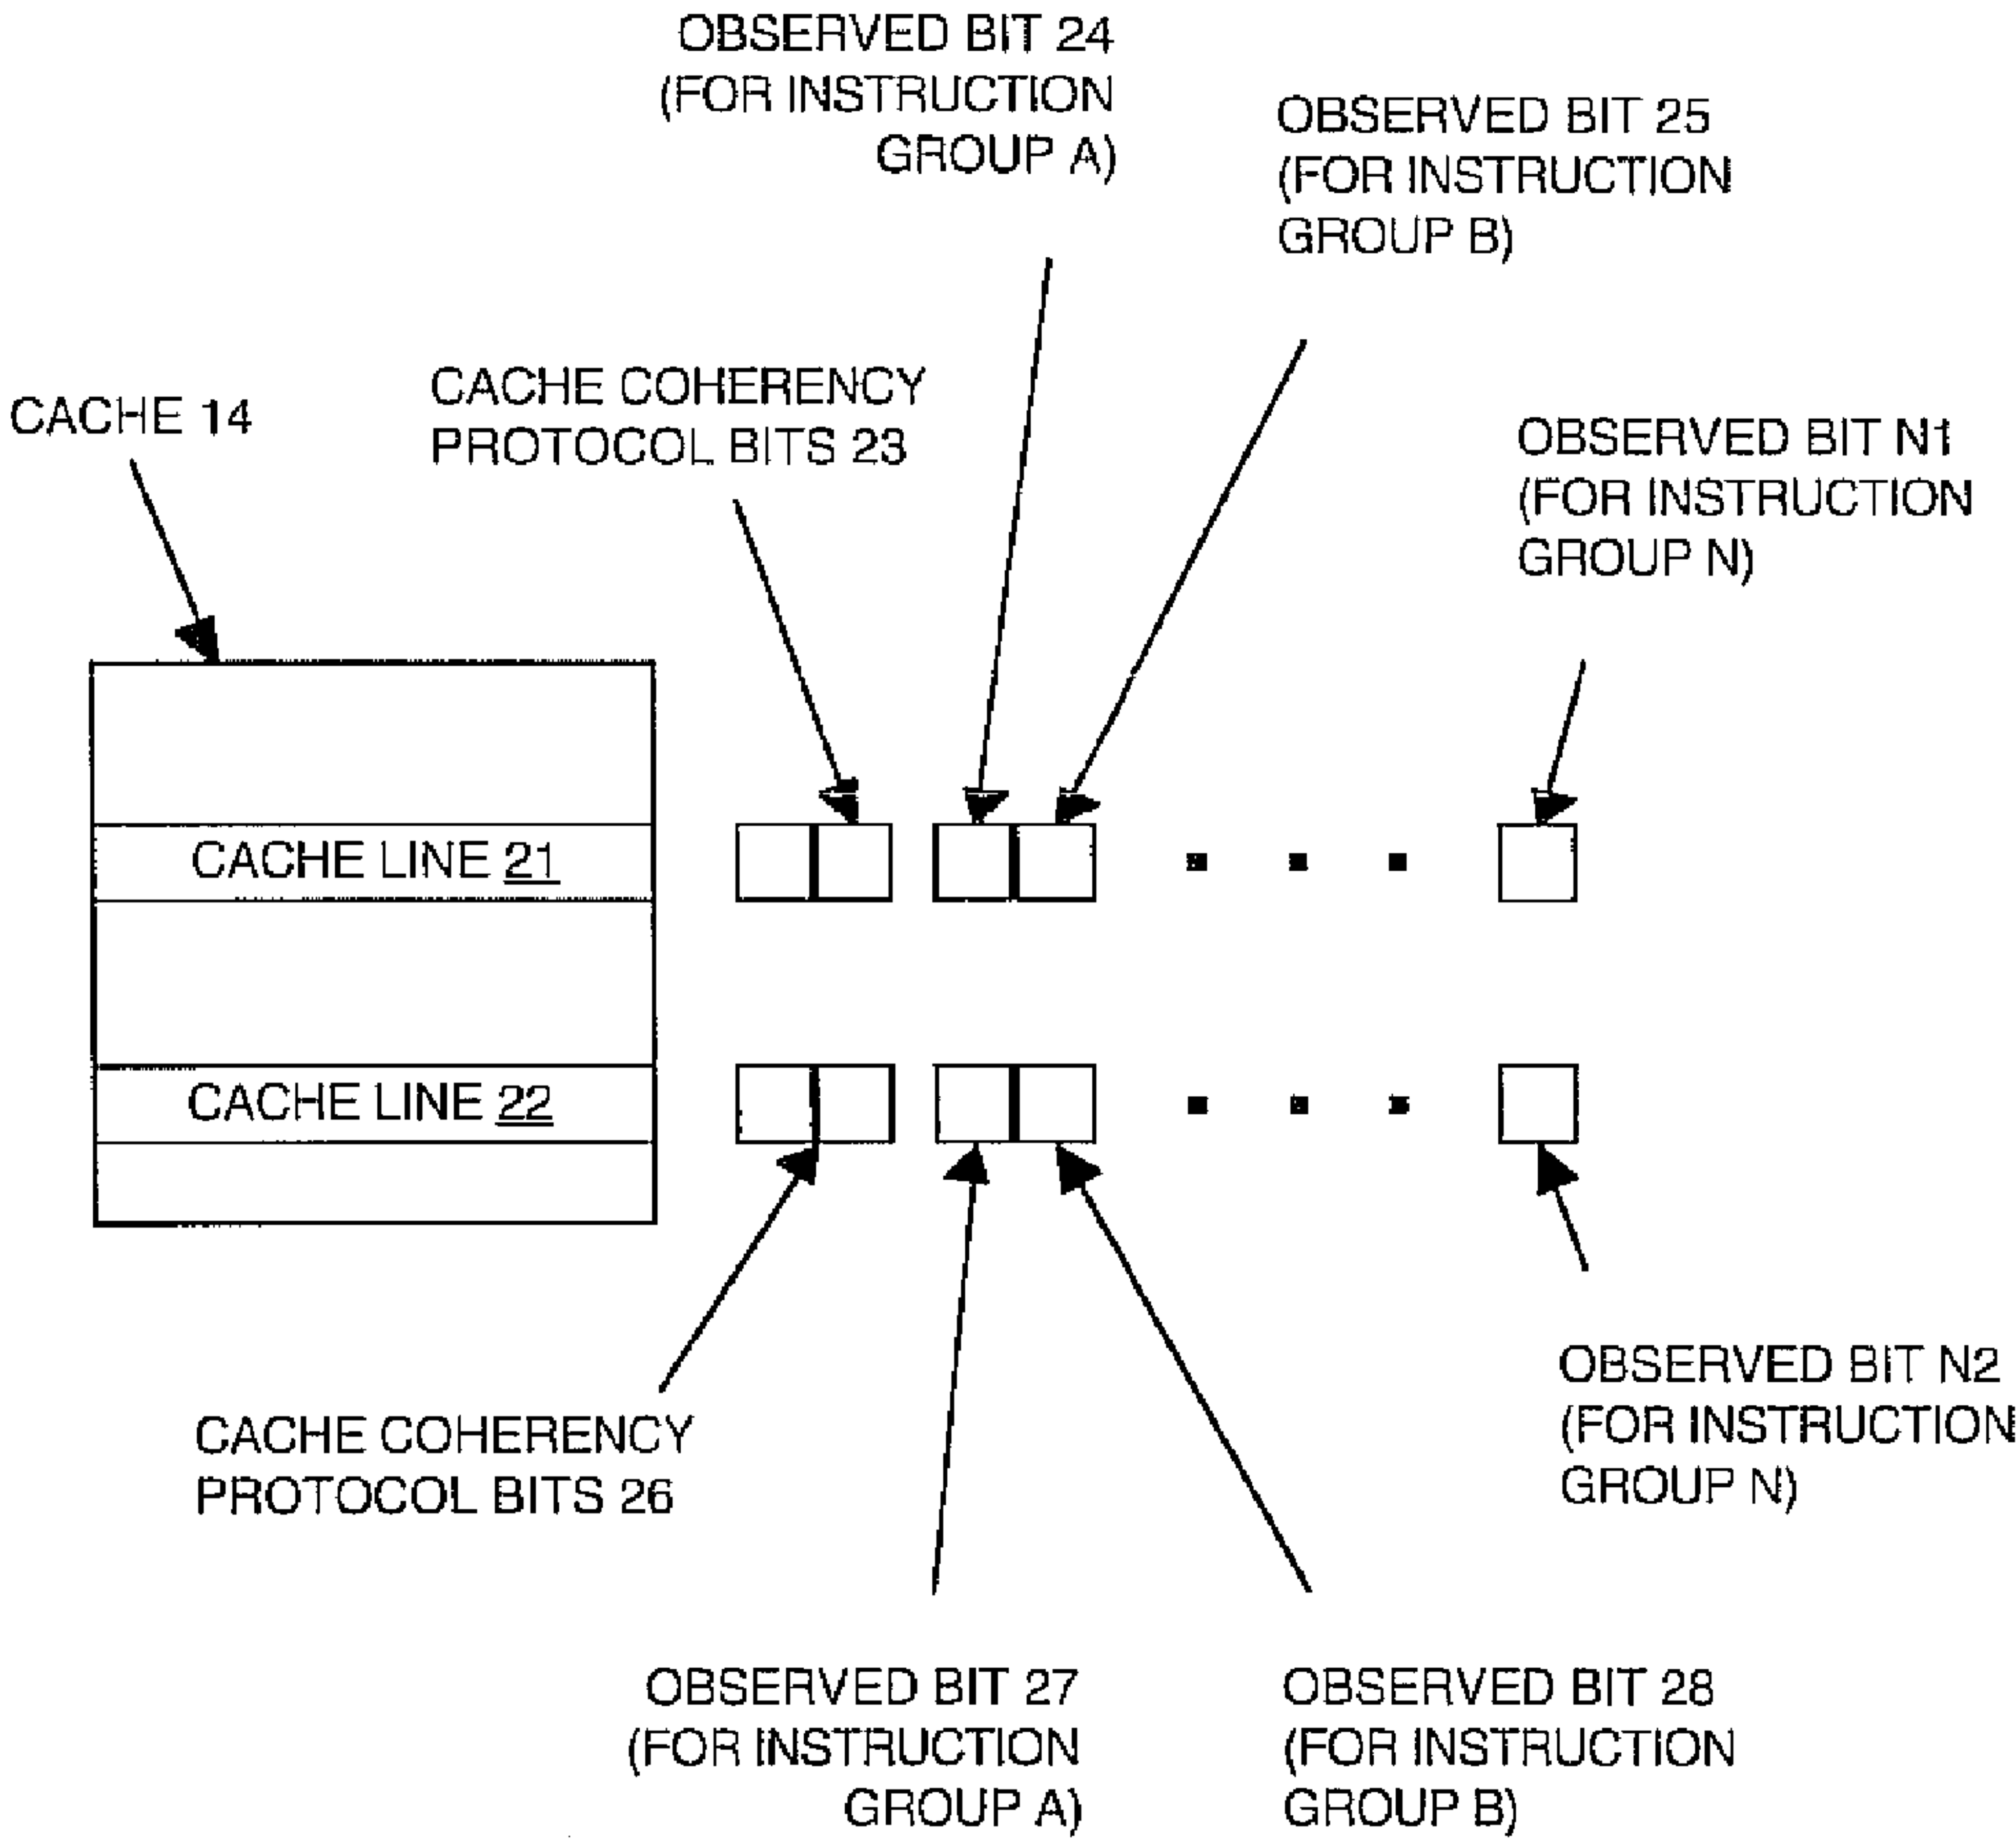 OBSERVED BIT 24
(FOR INSTRUCTION
GROUP A)
OBSERVED BIT 25
(FOR INSTRUCTION
GROUP B)
CACHE COHERENCY
PROTOCOL BITS 23
CACHE 14
OBSERVED BIT N1
(FOR INSTRUCTION
GROUP N)
CACHE LINE 21
CACHE LINE 22
CACHE COHERENCY
PROTOCOL BITS 26
OBSERVED BIT N2
(FOR INSTRUCTION
GROUP N)
OBSERVED BIT 27
(FOR INSTRUCTION
GROUP A)
OBSERVED BIT 28
(FOR INSTRUCTION
GROUP B)